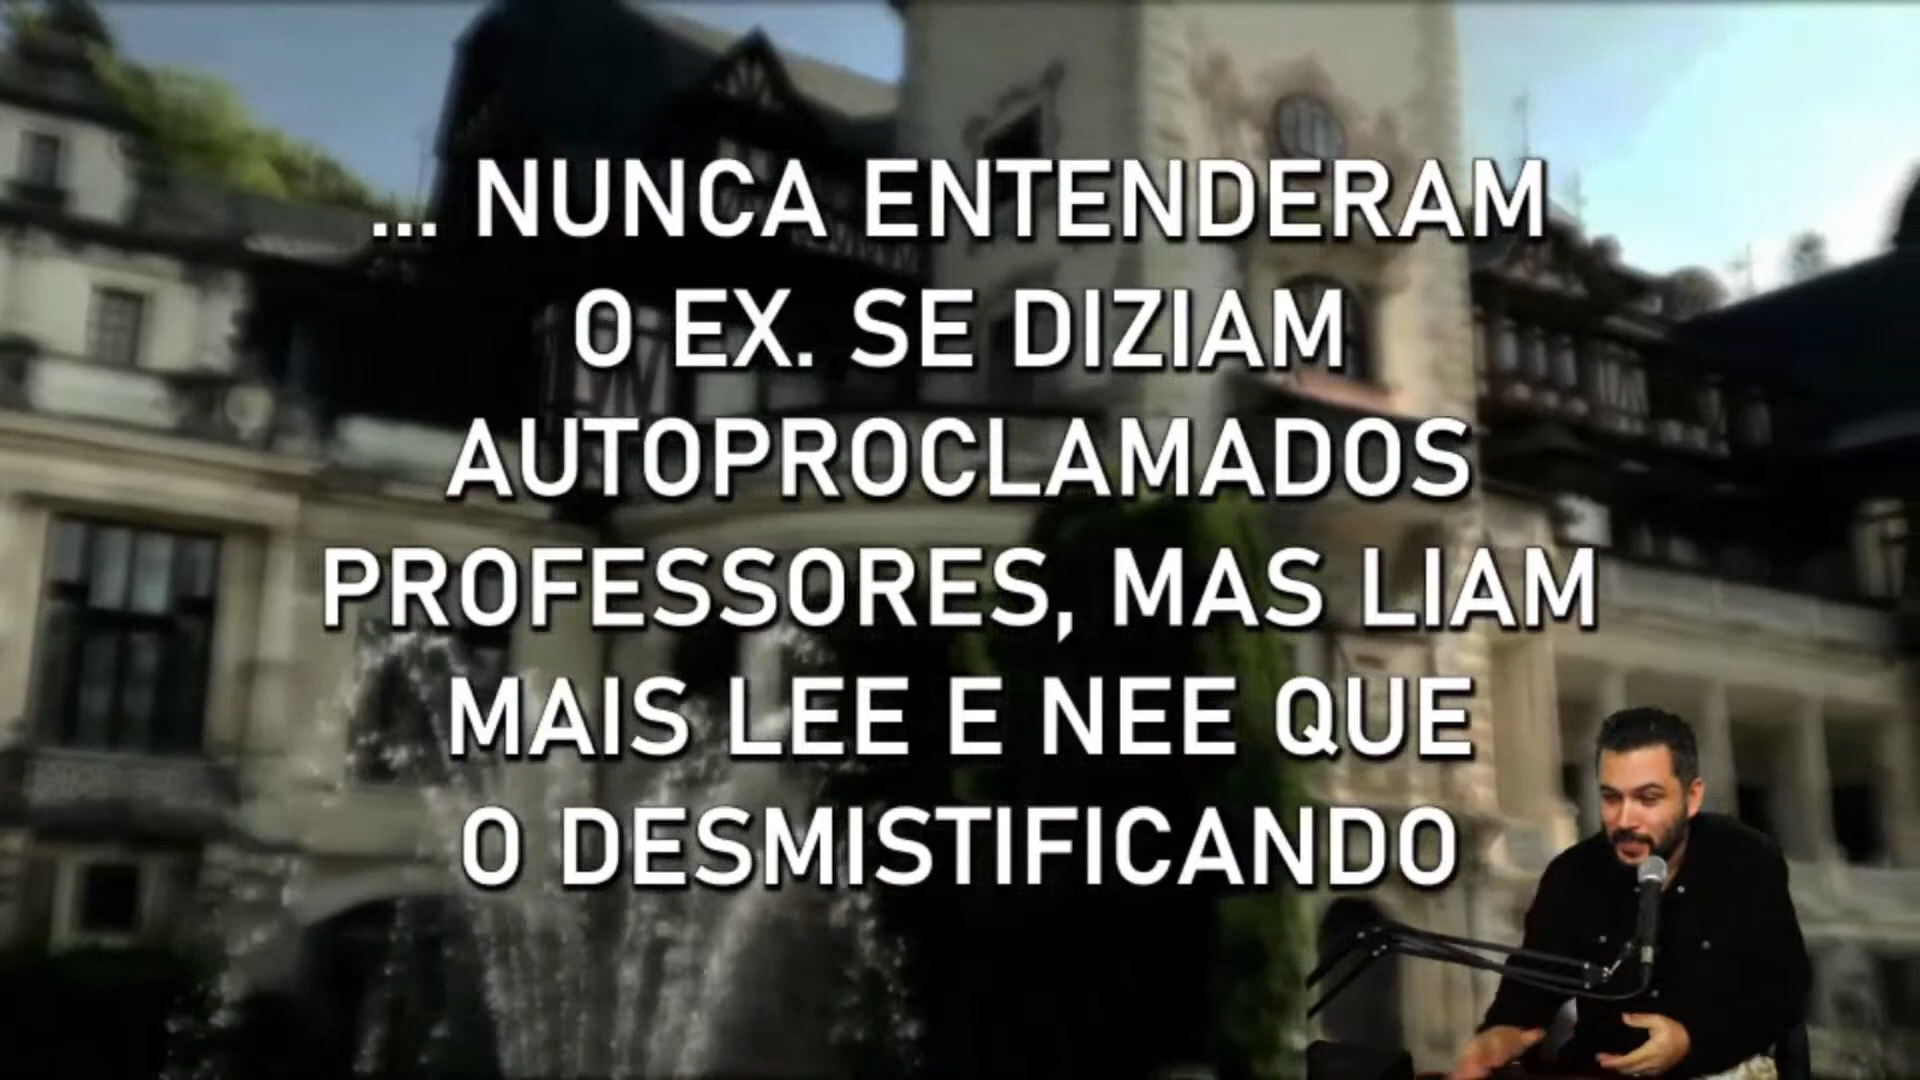 ... NUNCA ENTENDERAM
O EX. SE DIZIAM
AUTOPROCLAMADOS
PROFESSORES, MAS LIAM
MAIS LEE E NEE QUE
O DESMISTIFICANDO